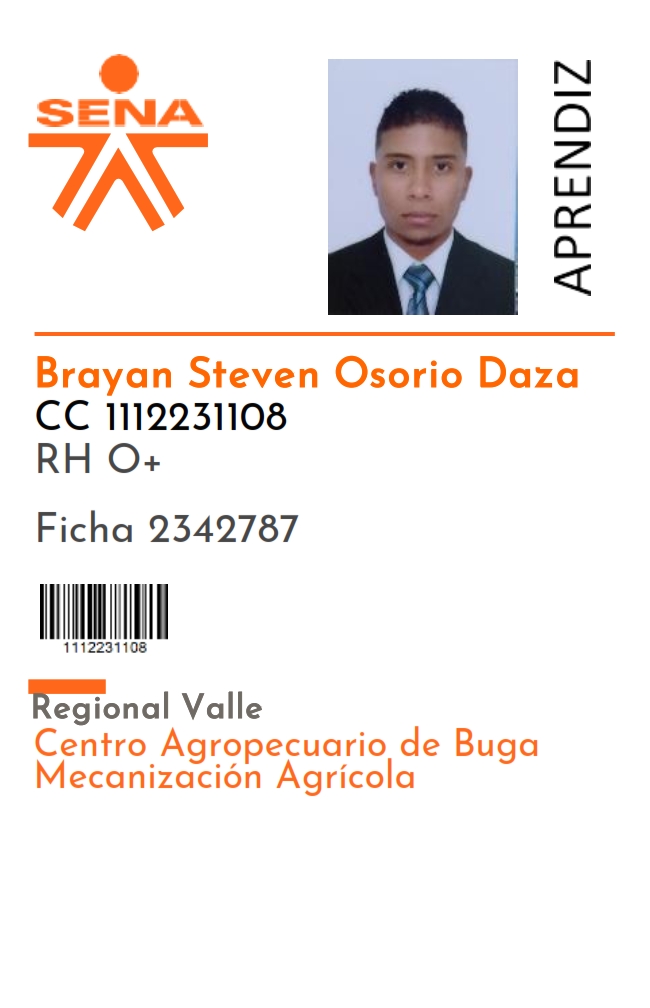 SENA
APRENDIZ
Brayan Steven Osorio Daza
CC 1112231108
RH O+
Ficha 2342787
1112231108
Regional Valle
Centro Agropecuario de Buga
Mecanización Agrícola